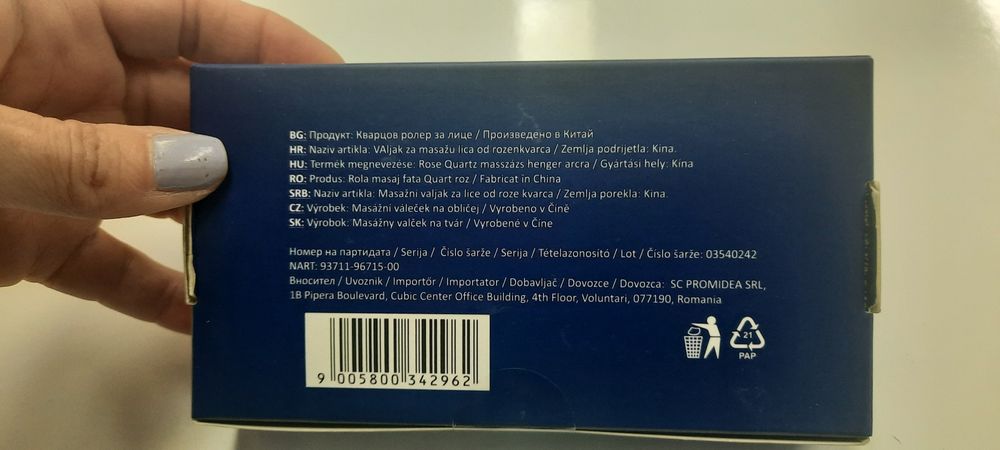 BG: Продукт: Кварцов ролер за лице / Произведено в Китай
HR: Naziv artikla: VAljak za masažu lica od rozenkvarca / Zemlja podrijetla: Kina.
HU: Termék megnevezése: Rose Quartz masszázs henger arcra / Gyártási hely: Kína
RO: Produs: Rola masaj fata Quart roz / Fabricat in China
SRB: Naziv artikla: Masažni valjak za lice od roze kvarca / Zemlja porekla: Kina.
CZ: Výrobek: Masážní váleček na obličej / Vyrobeno v Číně
SK: Výrobok: Masážny valček na tvár / Vyrobené v Číne
Номер на партидата / Serija / Číslo šarže / Serija / Tételazonosító / Lot / Číslo šarže: 03540242
NART: 93711-96715-00
Вносител / Uvoznik / Importőr / Importator / Dobavljač / Dovozce / Dovozca: SC PROMIDEA SRL,
1B Pipera Boulevard, Cubic Center Office Building, 4th Floor, Voluntari, 077190, Romania
9 005800 342962
21
PAP